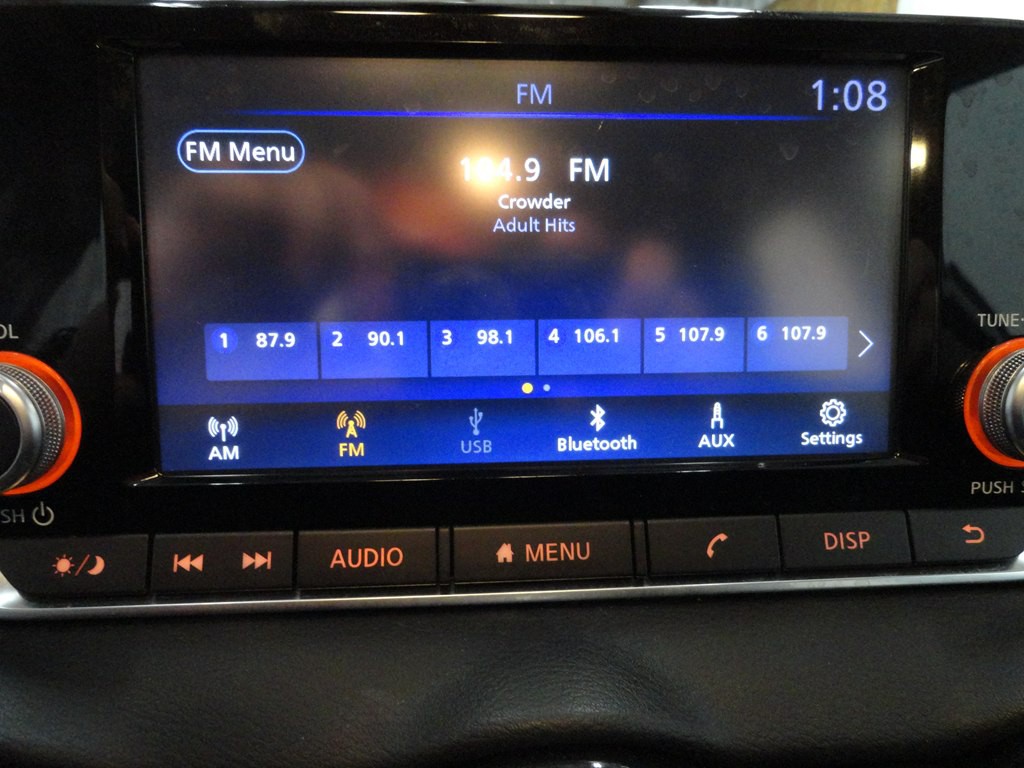 FM 1:08
FM Menu
104.9 FM
Crowder
Adult Hits
1 87.9 2 90.1 3 98.1 4 106.1 5 107.9 6 107.9
AM FM USB Bluetooth AUX Settings
OL TUNE
SH PUSH S
AUDIO MENU DISP